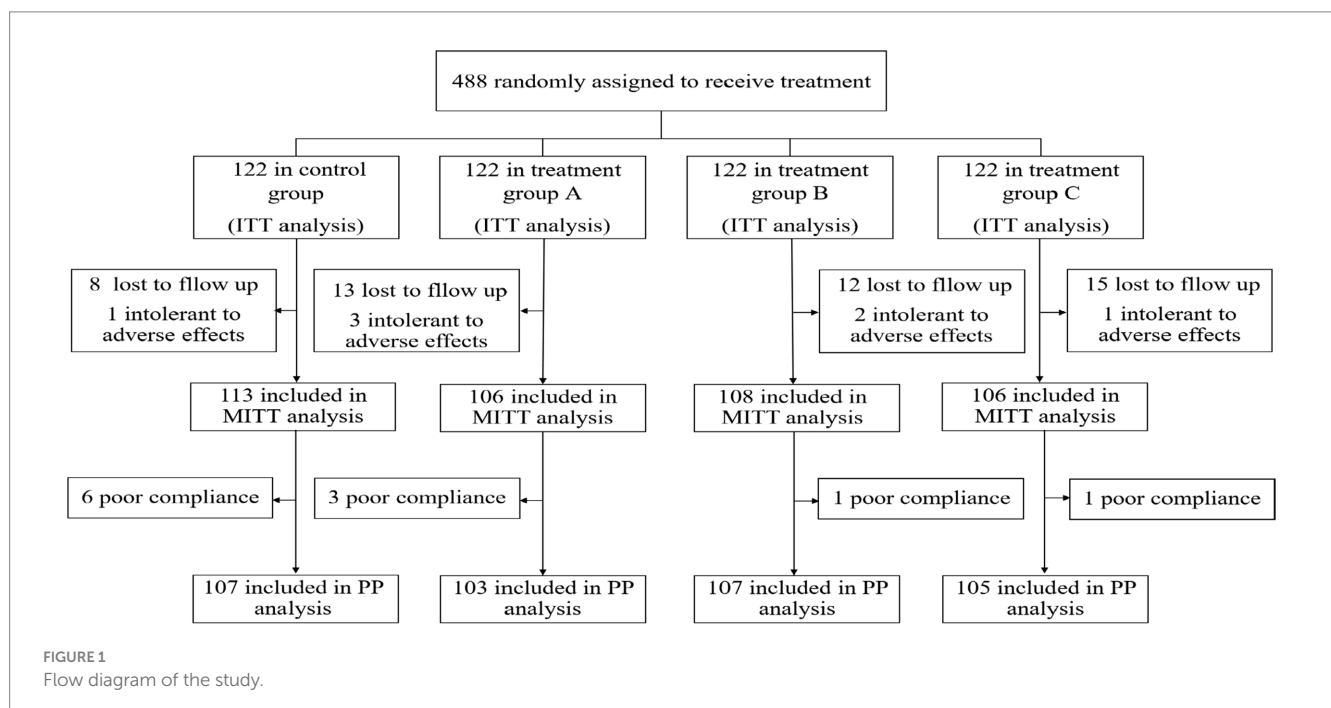 488 randomly assigned to receive treatment
122 in control
group
(ITT analysis)
122 in treatment
group A
(ITT analysis)
122 in treatment
group B
(ITT analysis)
122 in treatment
group C
(ITT analysis)
8 lost to fllow up
1 intolerant to
adverse effects
13 lost to fllow up
3 intolerant to
adverse effects
12 lost to fllow up
2 intolerant to
adverse effects
15 lost to fllow up
1 intolerant to
adverse effects
113 included in
MITT analysis
106 included in
MITT analysis
108 included in
MITT analysis
106 included in
MITT analysis
6 poor compliance
3 poor compliance
1 poor compliance
1 poor compliance
107 included in PP
analysis
103 included in PP
analysis
107 included in PP
analysis
105 included in PP
analysis
FIGURE 1
Flow diagram of the study.